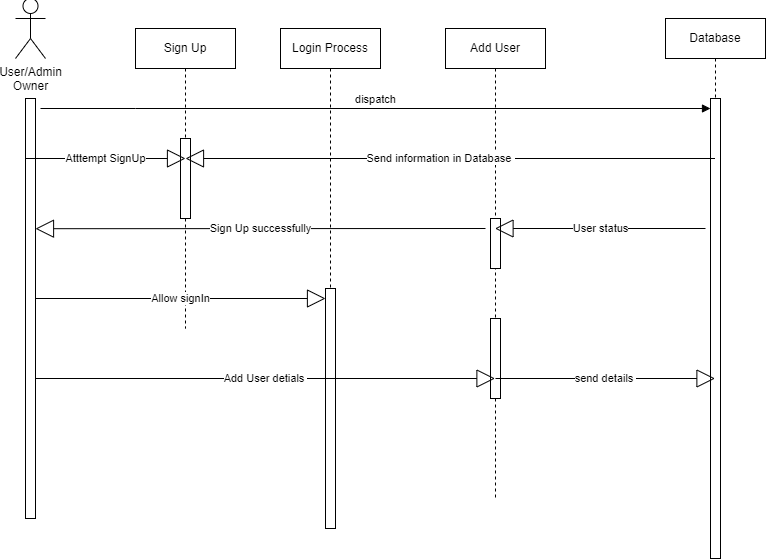 Sign Up
Login Process
Add User
Database
User/Admin
Owner
dispatch
Atttempt SignUp
Send information in Database
Sign Up successfully
User status
Allow signIn
Add User detials
send details